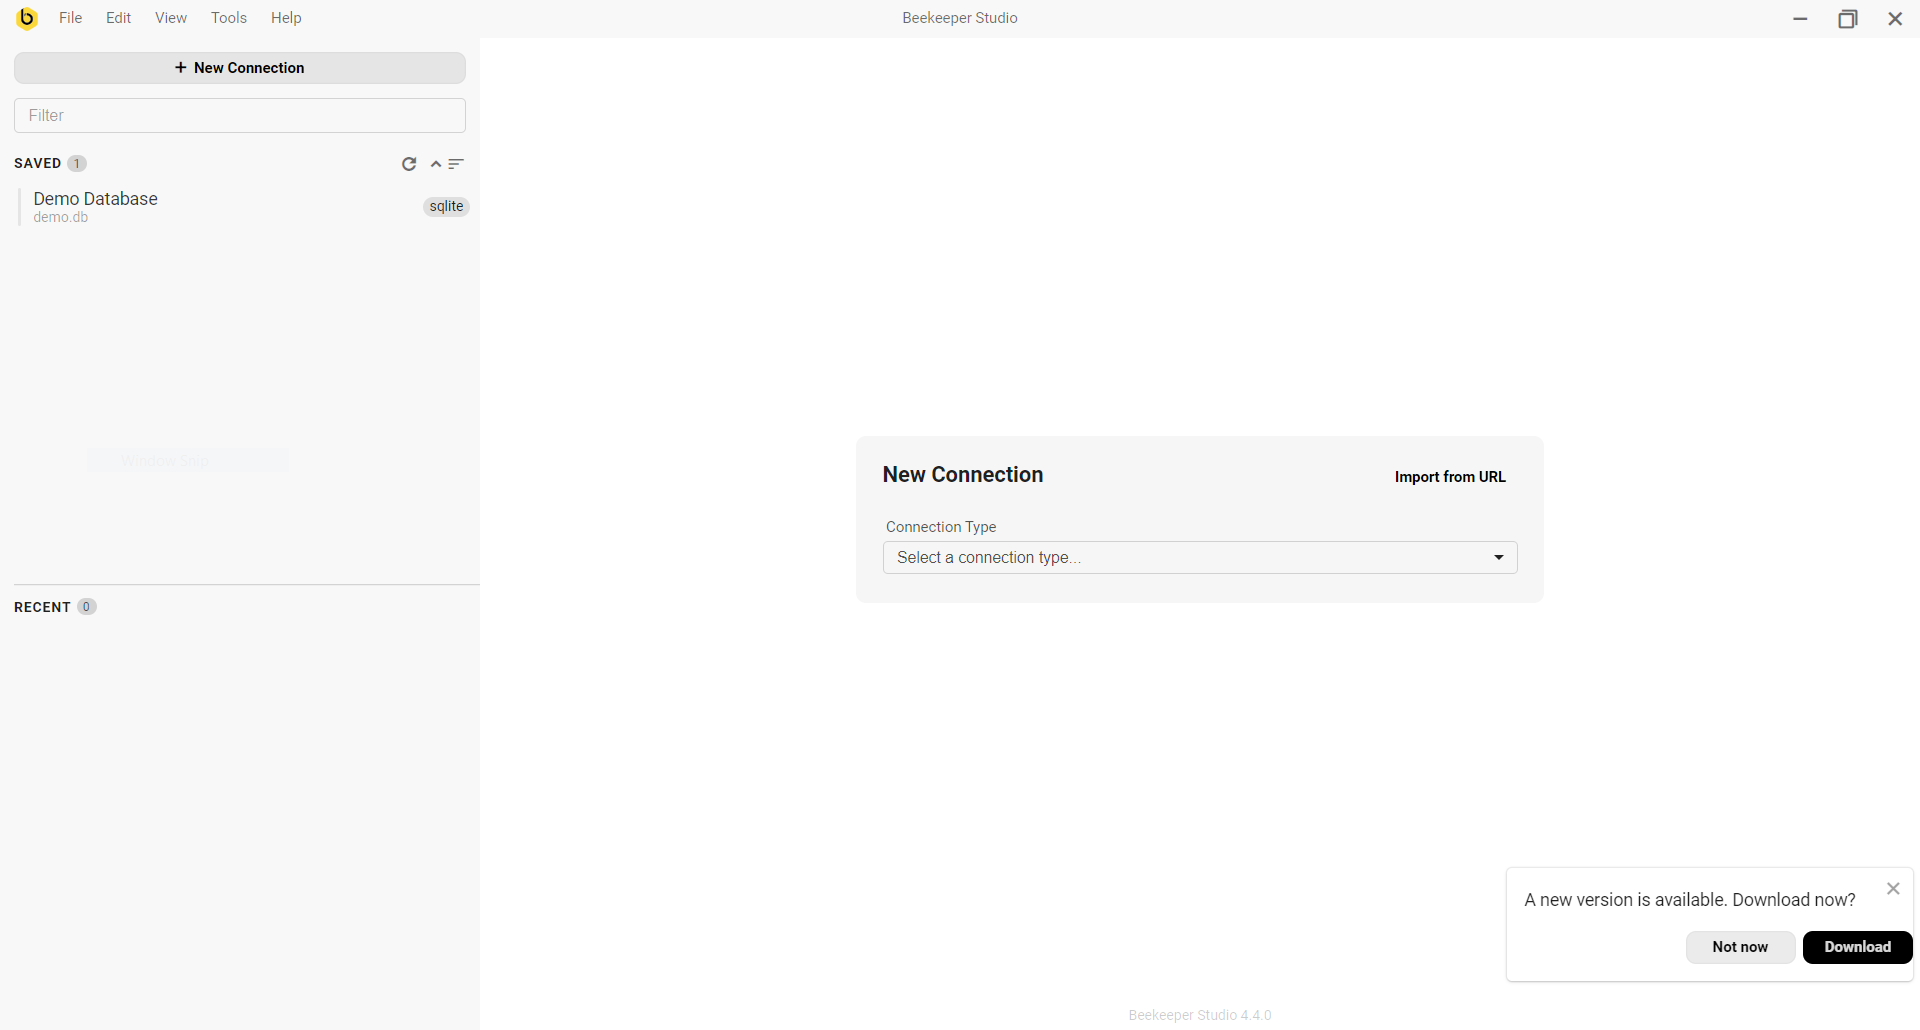 File Edit View Tools Help
Beekeeper Studio
+ New Connection
Filter
SAVED 1
Demo Database
demo.db
sqlite
Window Snip
RECENT 0
New Connection
Import from URL
Connection Type
Select a connection type...
A new version is available. Download now?
Not now
Download
Beekeeper Studio 4.4.0